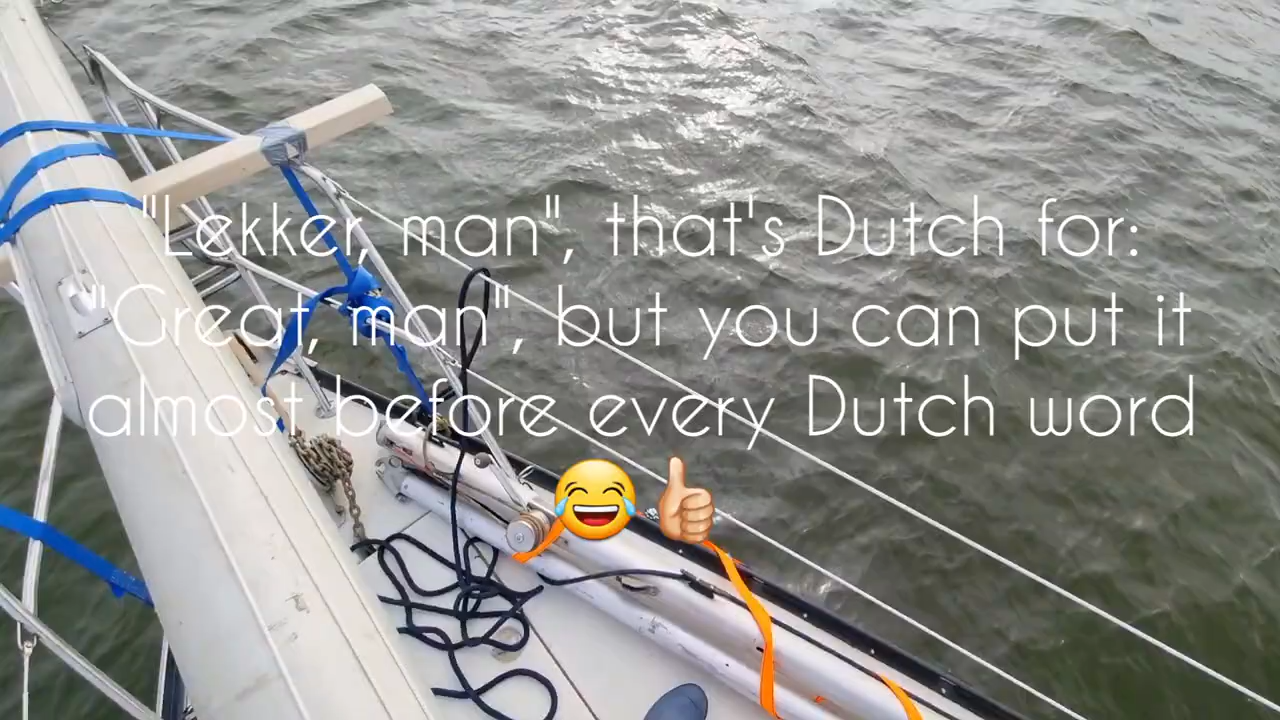 "Lekker, man", that's Dutch for:
"Great, man", but you can put it
almost before every Dutch word
😂 👍🏼